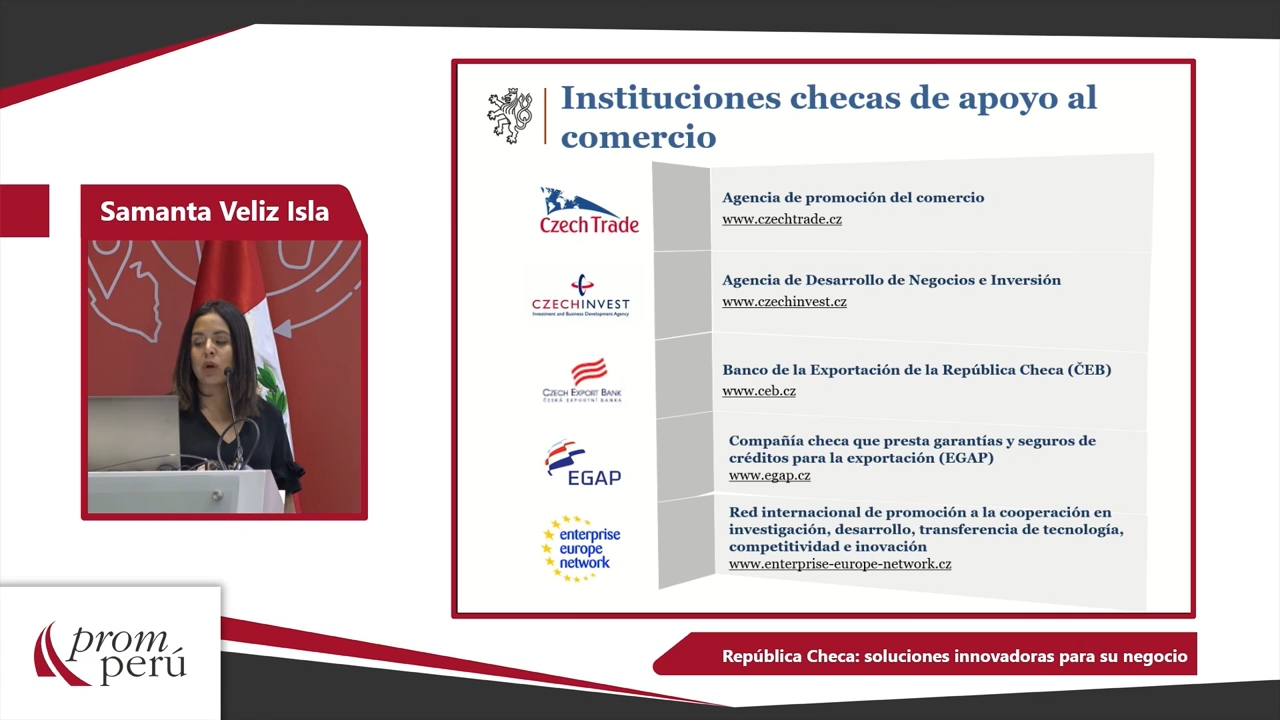 Samanta Veliz Isla
Instituciones checas de apoyo al
comercio
Czech Trade
Agencia de promoción del comercio
www.czechtrade.cz
CZECHINVEST
Investment and Business Development Agency
Agencia de Desarrollo de Negocios e Inversión
www.czechinvest.cz
CZECH EXPORT BANK
ČESKÁ EXPORTNÍ BANKA
Banco de la Exportación de la República Checa (ČEB)
www.ceb.cz
EGAP
Compañía checa que presta garantías y seguros de
créditos para la exportación (EGAP)
www.egap.cz
enterprise
europe
network
Red internacional de promoción a la cooperación en
investigación, desarrollo, transferencia de tecnología,
competitividad e inovación
www.enterprise-europe-network.cz
prom
perú
República Checa: soluciones innovadoras para su negocio